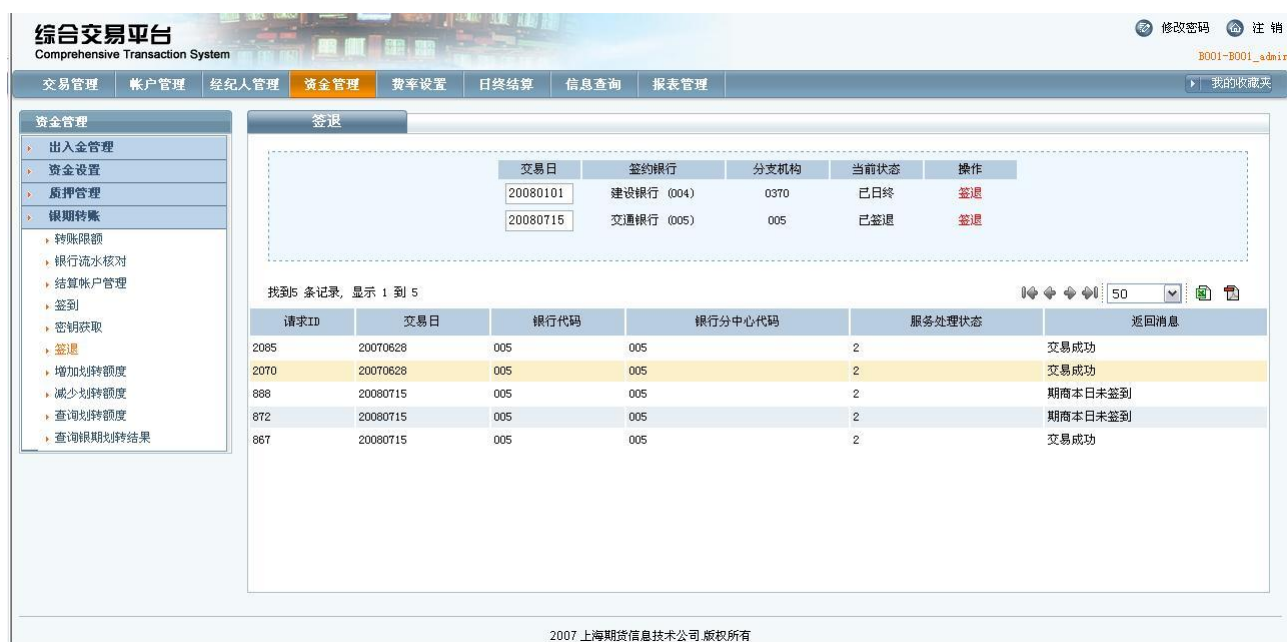 综合交易平台
Comprehensive Transaction System
修改密码 注 销
B001-B001_admin
交易管理 帐户管理 经纪人管理 资金管理 费率设置 日终结算 信息查询 报表管理 我的收藏夹
资金管理
出入金管理
资金设置
质押管理
银期转账
转账限额
银行流水核对
结算帐户管理
签到
密钥获取
签退
增加划转额度
减少划转额度
查询划转额度
查询银期划转结果
签退
交易日 签约银行 分支机构 当前状态 操作
20080101 建设银行 (004) 0370 已日终 签退
20080715 交通银行 (005) 005 已签退 签退
找到5 条记录, 显示 1 到 5 50
请求ID 交易日 银行代码 银行分中心代码 服务处理状态 返回消息
2085 20070628 005 005 2 交易成功
2070 20070628 005 005 2 交易成功
888 20080715 005 005 2 期商本日未签到
872 20080715 005 005 2 期商本日未签到
867 20080715 005 005 2 交易成功
2007 上海期货信息技术公司.版权所有